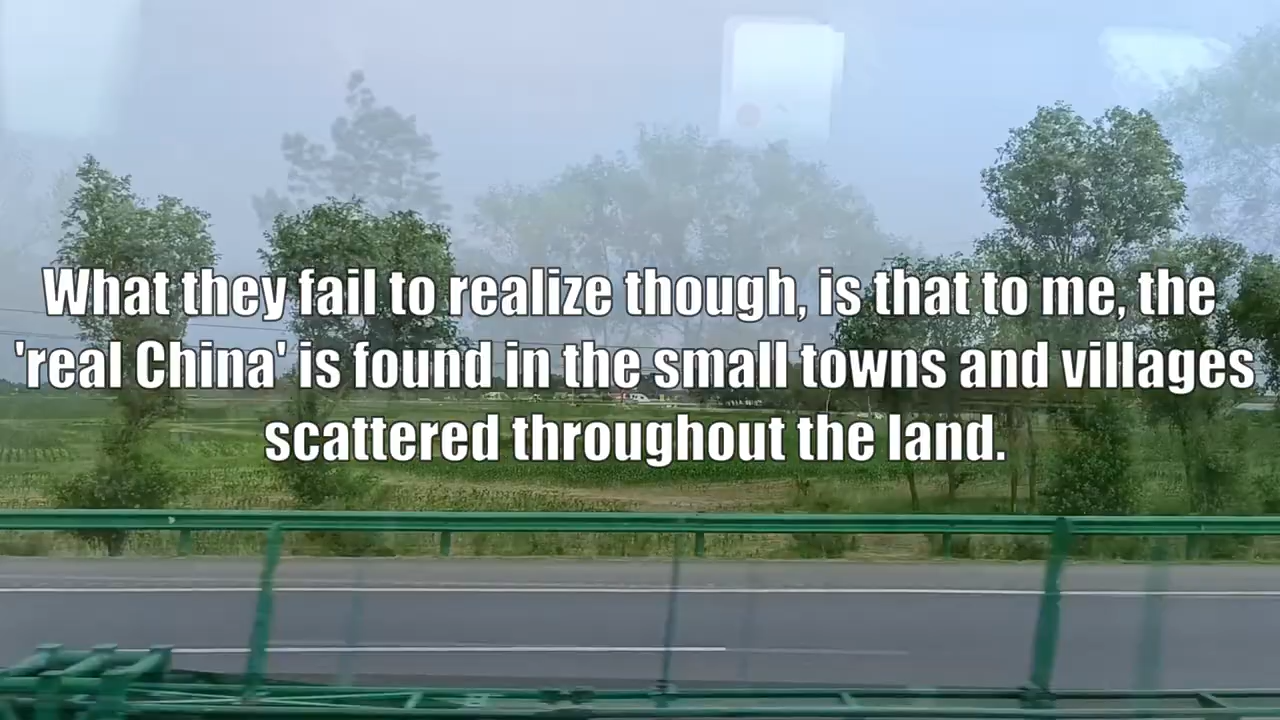 What they fail to realize though, is that to me, the
'real China' is found in the small towns and villages
scattered throughout the land.